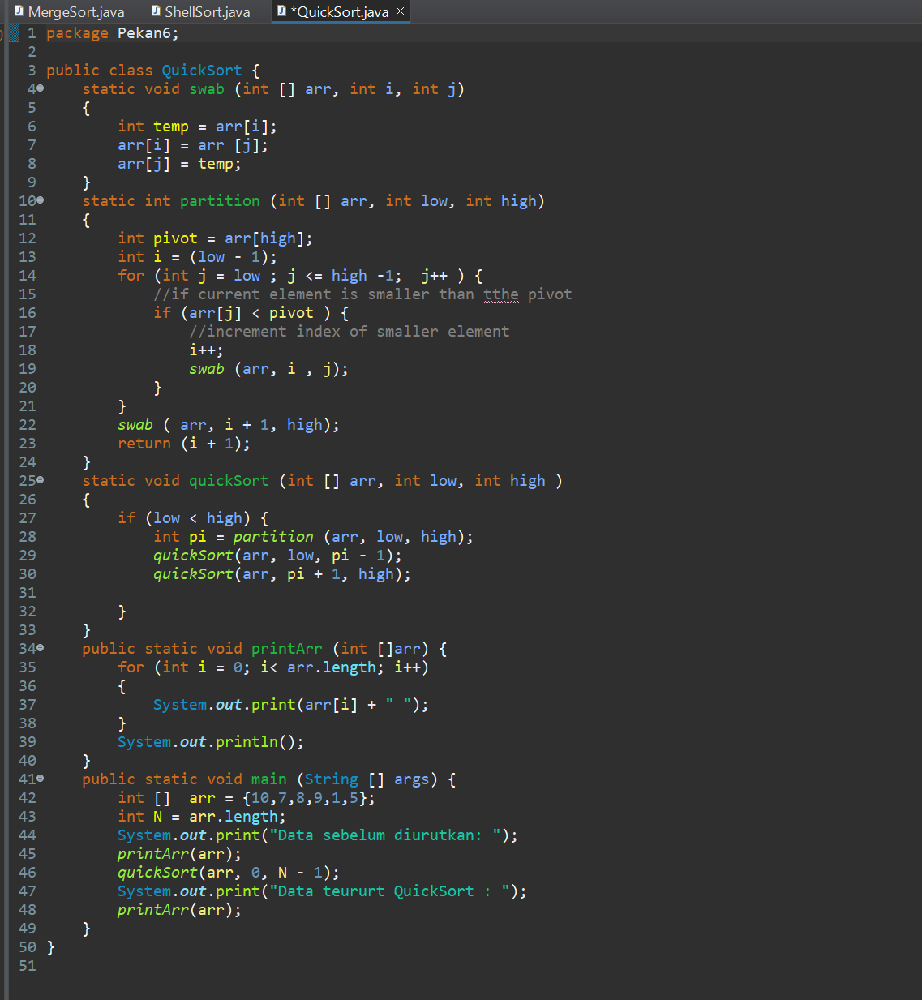 MergeSort.java ShellSort.java *QuickSort.java ×
1 package Pekan6;
2
3 public class QuickSort {
4 static void swab (int [] arr, int i, int j)
5 {
6 int temp = arr[i];
7 arr[i] = arr [j];
8 arr[j] = temp;
9 }
10 static int partition (int [] arr, int low, int high)
11 {
12 int pivot = arr[high];
13 int i = (low - 1);
14 for (int j = low ; j <= high -1;  j++ ) {
15 //if current element is smaller than tthe pivot
16 if (arr[j] < pivot ) {
17 //increment index of smaller element
18 i++;
19 swab (arr, i , j);
20 }
21 }
22 swab ( arr, i + 1, high);
23 return (i + 1);
24 }
25 static void quickSort (int [] arr, int low, int high )
26 {
27 if (low < high) {
28 int pi = partition (arr, low, high);
29 quickSort(arr, low, pi - 1);
30 quickSort(arr, pi + 1, high);
31
32 }
33 }
34 public static void printArr (int []arr) {
35 for (int i = 0; i< arr.length; i++)
36 {
37 System.out.print(arr[i] + " ");
38 }
39 System.out.println();
40 }
41 public static void main (String [] args) {
42 int []  arr = {10,7,8,9,1,5};
43 int N = arr.length;
44 System.out.print("Data sebelum diurutkan: ");
45 printArr(arr);
46 quickSort(arr, 0, N - 1);
47 System.out.print("Data teururt QuickSort : ");
48 printArr(arr);
49 }
50 }
51